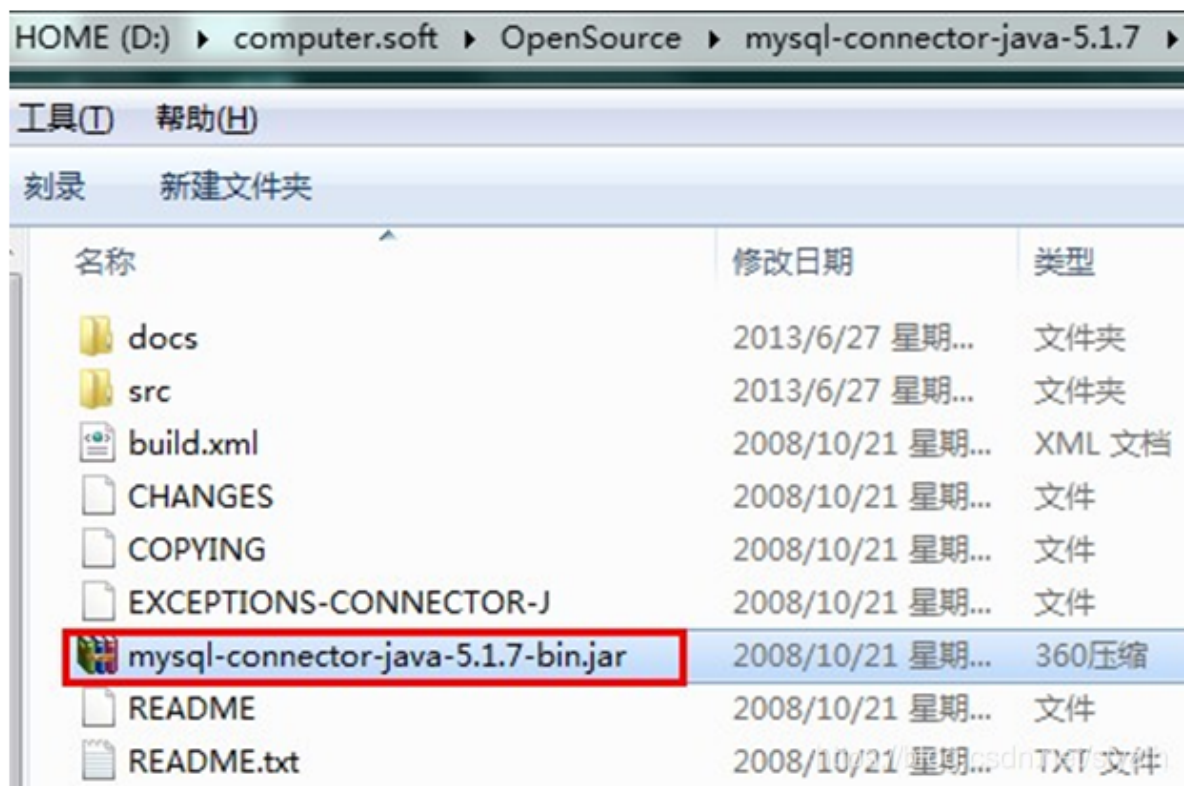 HOME (D:) ▸ computer.soft ▸ OpenSource ▸ mysql-connector-java-5.1.7 ▸
工具(T) 帮助(H)
刻录 新建文件夹
名称 修改日期 类型
docs 2013/6/27 星期... 文件夹
src 2013/6/27 星期... 文件夹
build.xml 2008/10/21 星期... XML 文档
CHANGES 2008/10/21 星期... 文件
COPYING 2008/10/21 星期... 文件
EXCEPTIONS-CONNECTOR-J 2008/10/21 星期... 文件
mysql-connector-java-5.1.7-bin.jar 2008/10/21 星期... 360压缩
README 2008/10/21 星期... 文件
README.txt 2008/10/21 星期... TXT 文件